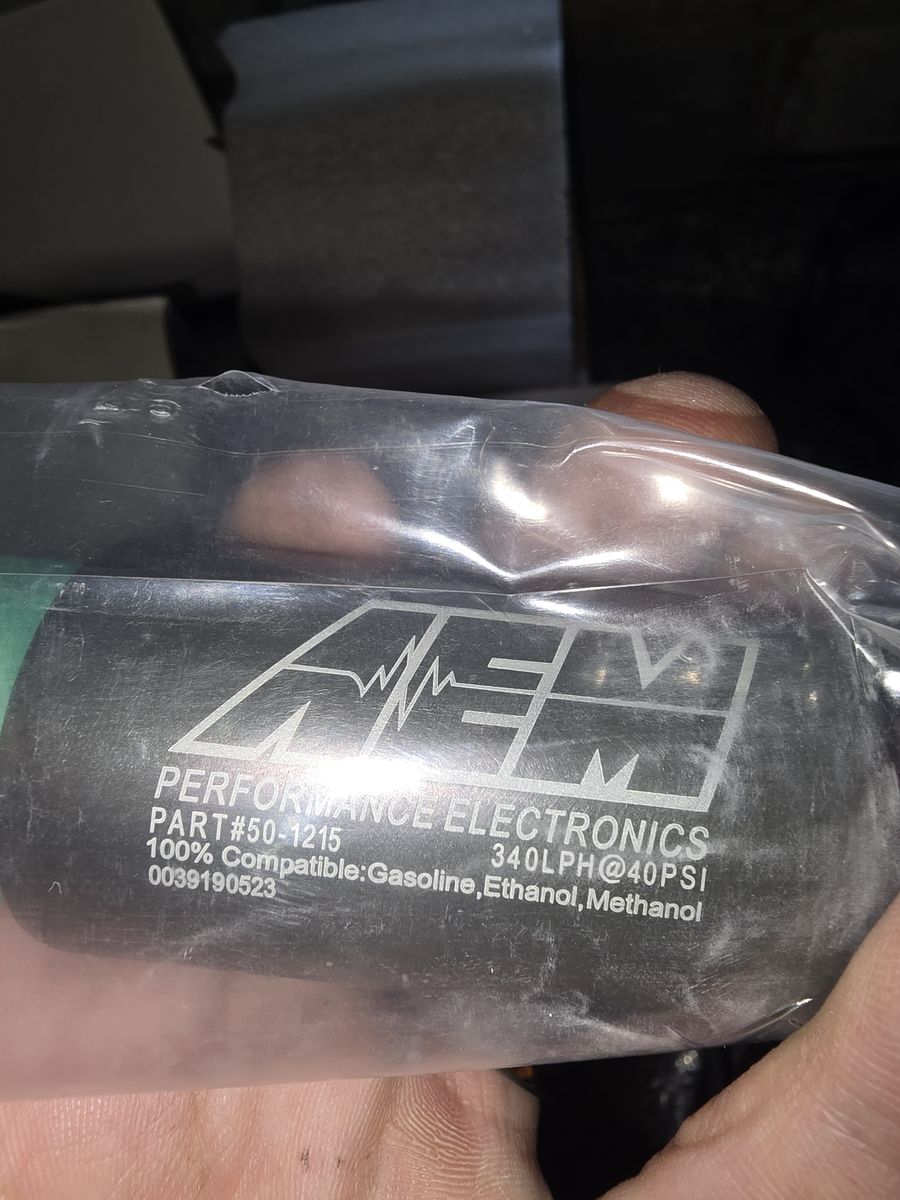 AEM
PERFORMANCE ELECTRONICS
PART#50-1215
340LPH@40PSI
100% Compatible:Gasoline,Ethanol,Methanol
0039190523